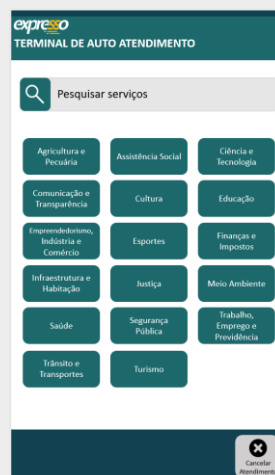 expresso
TERMINAL DE AUTO ATENDIMENTO
Pesquisar serviços
Agricultura e
Pecuária
Assistência Social
Ciência e
Tecnologia
Comunicação e
Transparência
Cultura
Educação
Empreendedorismo,
Indústria e
Comércio
Esportes
Finanças e
Impostos
Infraestrutura e
Habitação
Justiça
Meio Ambiente
Saúde
Segurança
Pública
Trabalho,
Emprego e
Previdência
Trânsito e
Transportes
Turismo
Cancelar
Atendimento